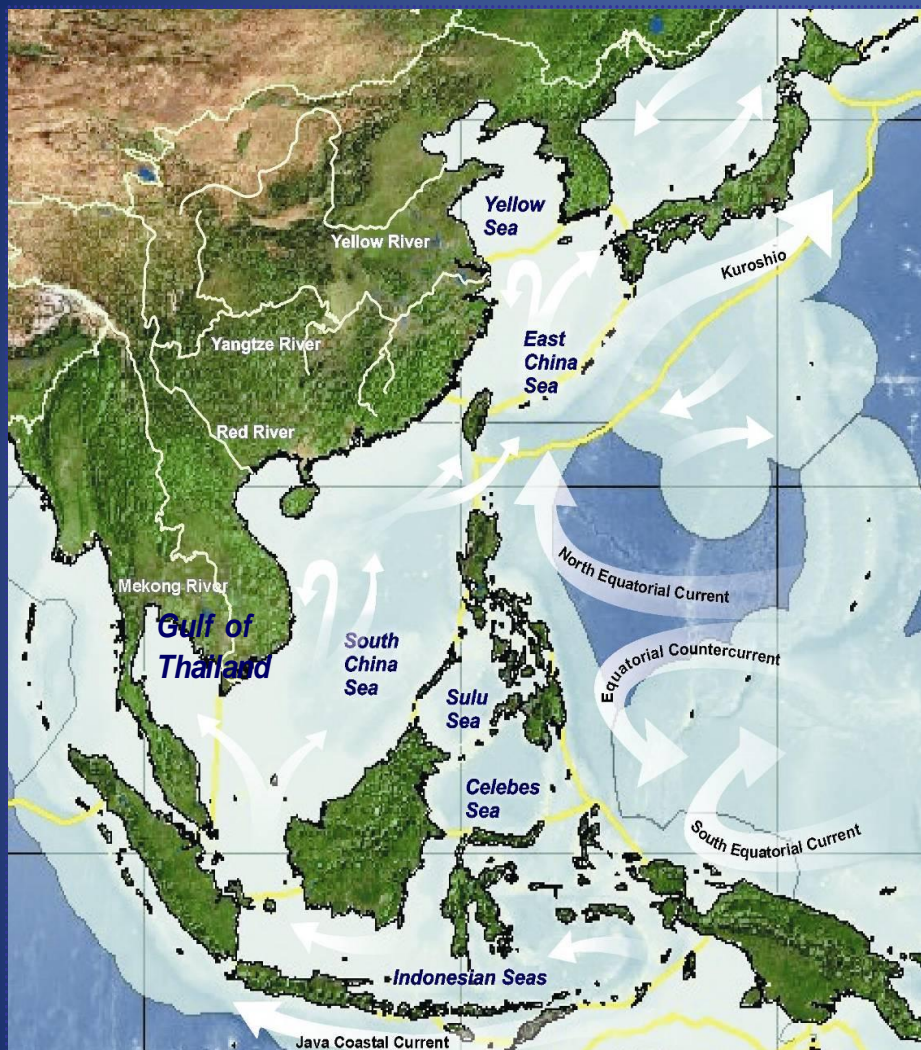 Yellow
Sea
Yellow River
Kuroshio
East
China
Sea
Yangtze River
Red River
North Equatorial Current
Mekong River
Gulf of
Thailand
South
China
Sea
Equatorial Countercurrent
Sulu
Sea
Celebes
Sea
South Equatorial Current
Indonesian Seas
Java Coastal Current